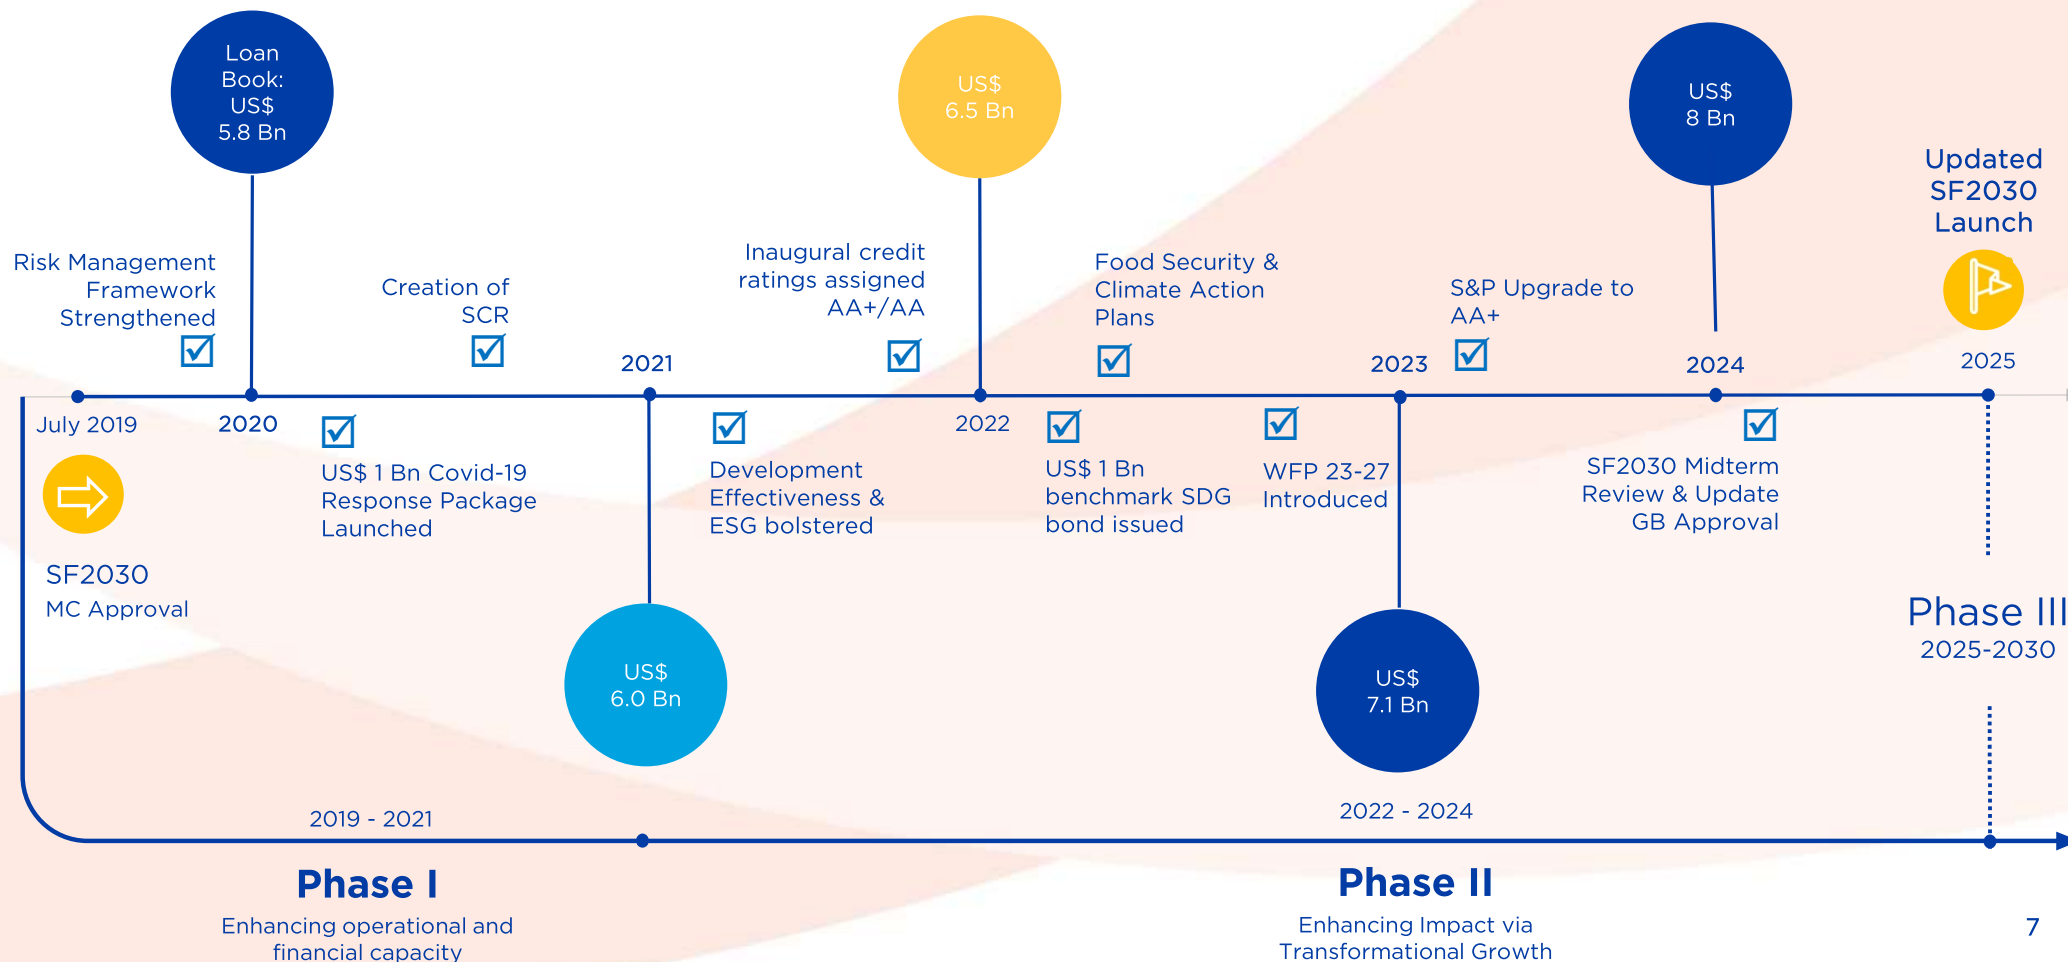 Loan
Book:
US$
5.8 Bn
US$
6.5 Bn
US$
8 Bn
Updated
SF2030
Launch
Risk Management
Framework
Strengthened
Creation of
SCR
Inaugural credit
ratings assigned
AA+/AA
Food Security &
Climate Action
Plans
S&P Upgrade to
AA+
2021
2023
2024
2025
July 2019
2020
2022
US$ 1 Bn Covid-19
Response Package
Launched
Development
Effectiveness &
ESG bolstered
US$ 1 Bn
benchmark SDG
bond issued
WFP 23-27
Introduced
SF2030 Midterm
Review & Update
GB Approval
SF2030
MC Approval
US$
6.0 Bn
US$
7.1 Bn
Phase III
2025-2030
2019 - 2021
2022 - 2024
Phase I
Enhancing operational and
financial capacity
Phase II
Enhancing Impact via
Transformational Growth
7